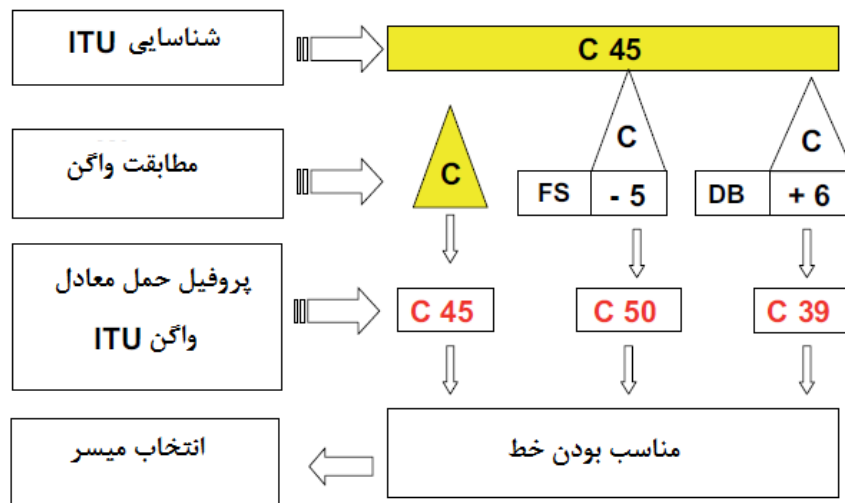 شناسایی ITU
C 45
مطابقت واگن
C
C
C
FS
- 5
DB
+ 6
پروفیل حمل معادل
واگن ITU
C 45
C 50
C 39
انتخاب میسر
مناسب بودن خط